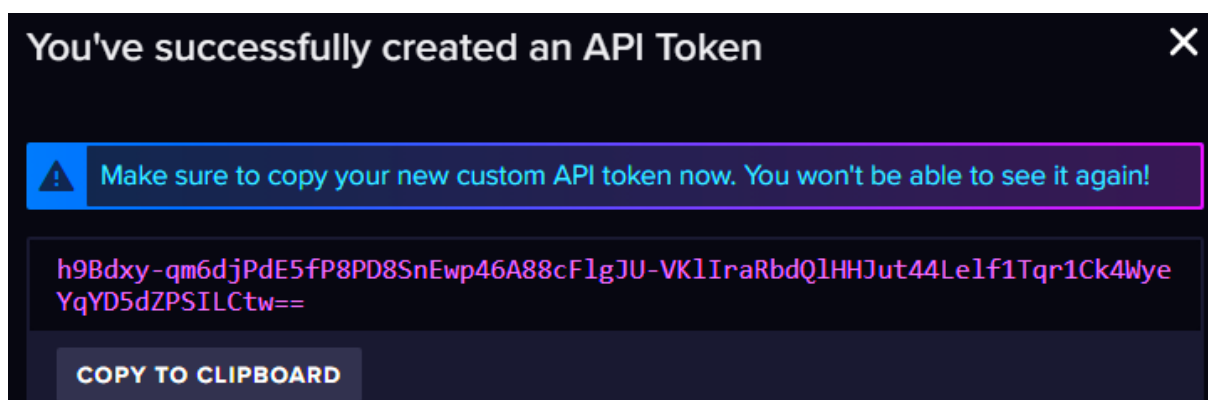 You've successfully created an API Token
Make sure to copy your new custom API token now. You won't be able to see it again!
h9Bdxy-qm6djPdE5fP8PD8SnEwp46A88cFlgJU-VKlIraRbdQlHHJut44Lelf1Tqr1Ck4Wye
YqYD5dZPSILCtw==
COPY TO CLIPBOARD